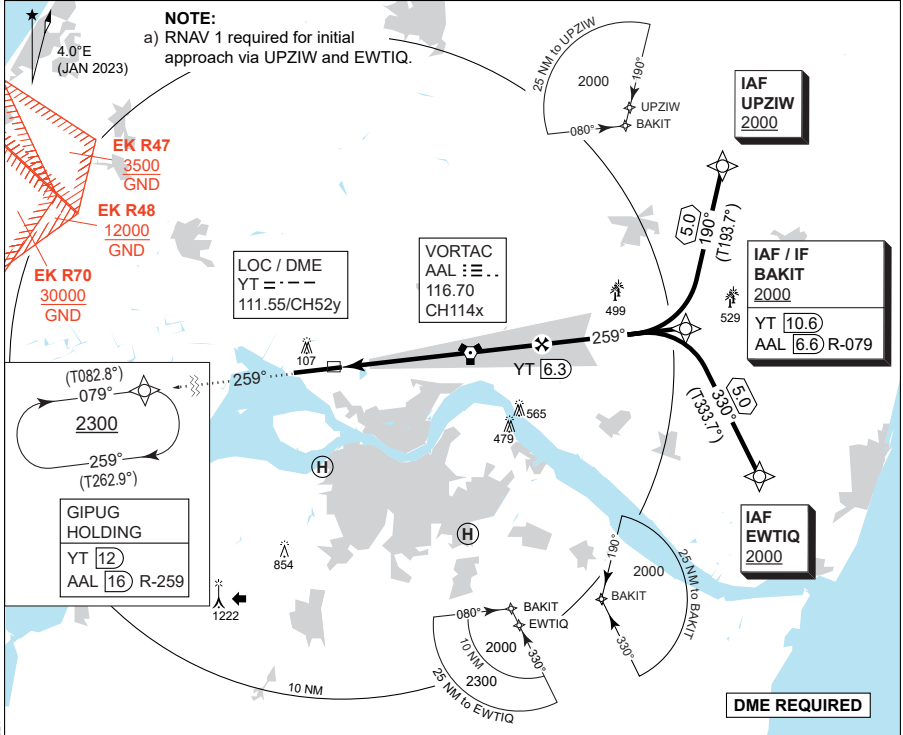 NOTE:
a) RNAV 1 required for initial
approach via UPZIW and EWTIQ.
4.0°E
(JAN 2023)
EK R47
3500
GND
EK R48
12000
GND
EK R70
30000
GND
25 NM to UPZIW
190°
2000
UPZIW
BAKIT
080°
IAF
UPZIW
2000
5.0
190°
(T193.7°)
IAF / IF
BAKIT
2000
YT 10.6
AAL 6.6 R-079
LOC / DME
YT
111.55/CH52y
VORTAC
AAL
116.70
CH114x
499
529
259°
YT 6.3
107
259°
5.0
330°
(T333.7°)
(T082.8°)
079°
2300
259°
(T262.9°)
GIPUG
HOLDING
YT 12
AAL 16 R-259
565
479
H
H
854
1222
IAF
EWTIQ
2000
190°
2000
25 NM to BAKIT
BAKIT
330°
080°
BAKIT
EWTIQ
2000
10 NM
330°
2300
25 NM to EWTIQ
10 NM
DME REQUIRED